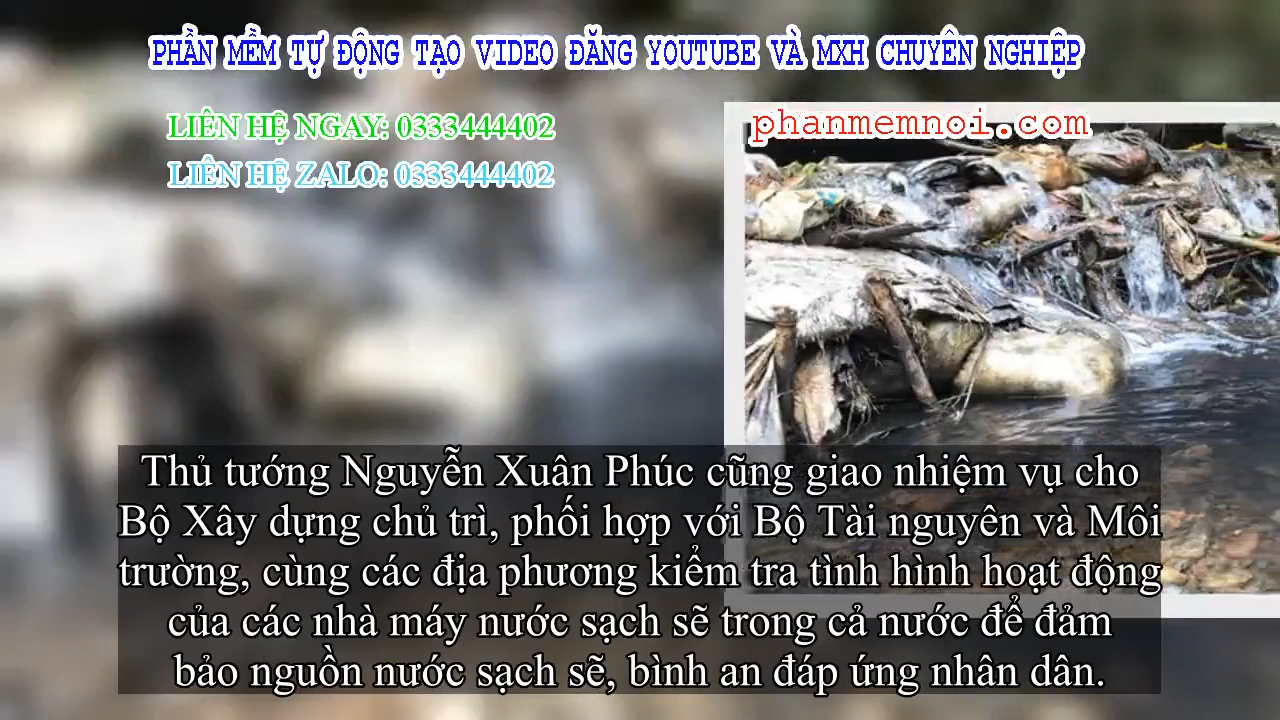 PHẦN MỀM TỰ ĐỘNG TẠO VIDEO ĐĂNG YOUTUBE VÀ MXH CHUYÊN NGHIỆP
LIÊN HỆ NGAY: 0333444402
phanmemnoi.com
LIÊN HỆ ZALO: 0333444402
Thủ tướng Nguyễn Xuân Phúc cũng giao nhiệm vụ cho
Bộ Xây dựng chủ trì, phối hợp với Bộ Tài nguyên và Môi
trường, cùng các địa phương kiểm tra tình hình hoạt động
của các nhà máy nước sạch sẽ trong cả nước để đảm
bảo nguồn nước sạch sẽ, bình an đáp ứng nhân dân.